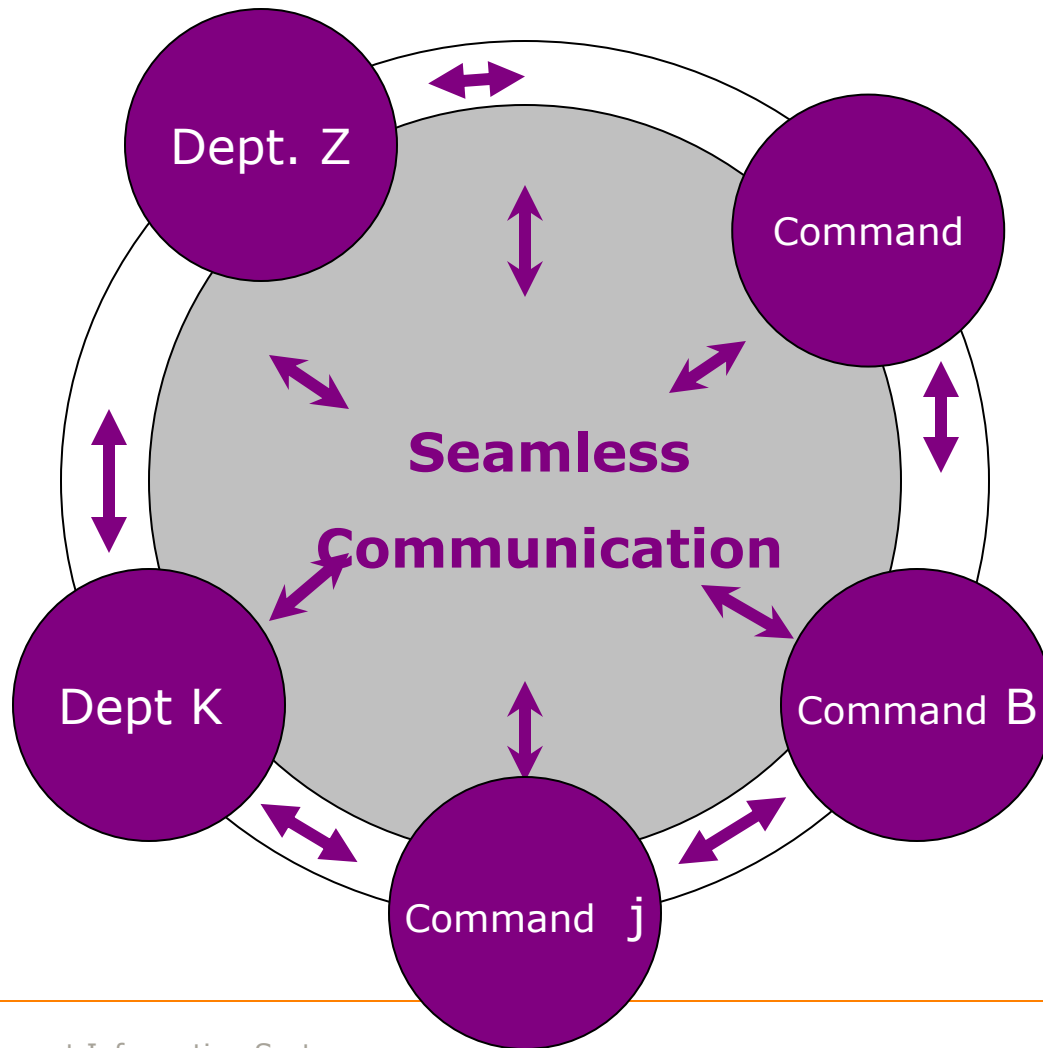 Dept. Z
Command
Seamless
Communication
Dept K
Command B
Command j